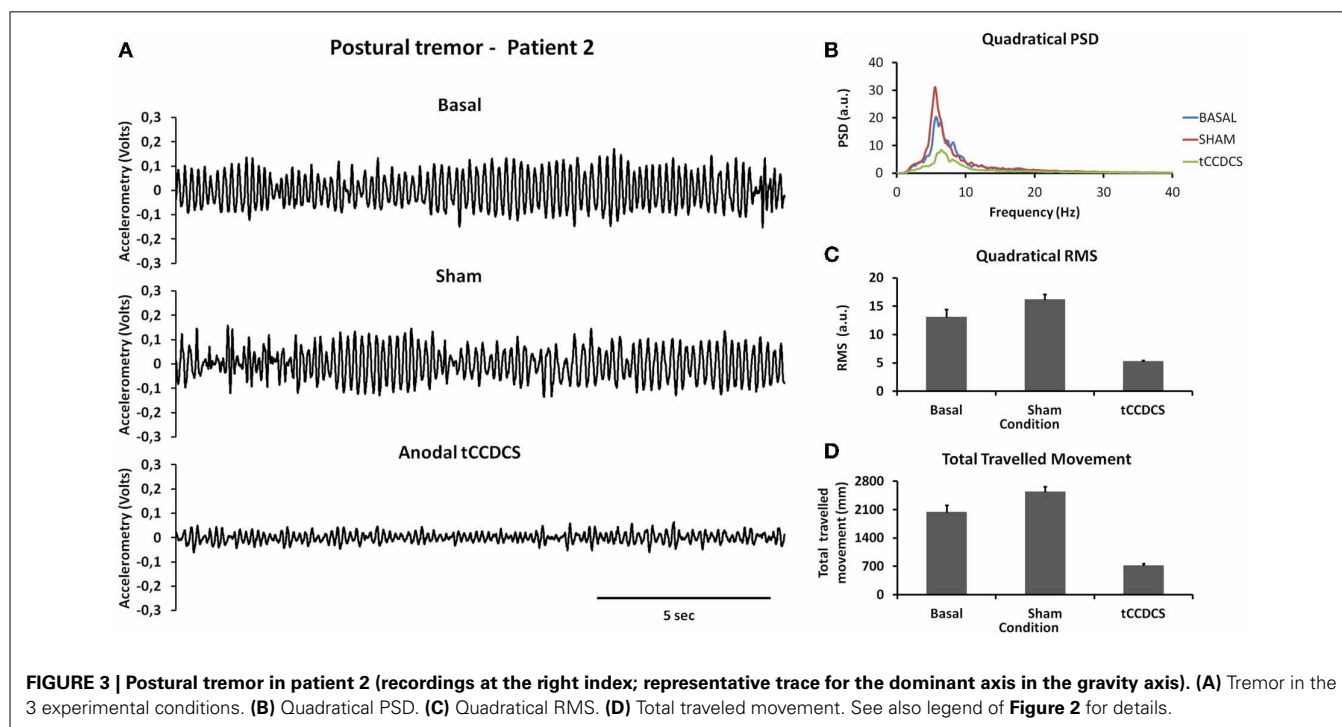 A
Postural tremor - Patient 2
Basal
Accelerometry (Volts)
0,3
0,2
0,1
0
-0,1
-0,2
-0,3
Sham
Accelerometry (Volts)
0,3
0,2
0,1
0
-0,1
-0,2
-0,3
Anodal tCCDCS
Accelerometry (Volts)
0,3
0,2
0,1
0
-0,1
-0,2
-0,3
5 sec
B
Quadratical PSD
PSD (a.u.)
40
30
20
10
0
0 10 20 30 40
Frequency (Hz)
BASAL
SHAM
tCCDCS
C
Quadratical RMS
RMS (a.u.)
20
15
10
5
0
Basal Sham tCCDCS
Condition
D
Total Travelled Movement
Total travelled
movement (mm)
2800
2100
1400
700
0
Basal Sham tCCDCS
Condition
FIGURE 3 | Postural tremor in patient 2 (recordings at the right index; representative trace for the dominant axis in the gravity axis). (A) Tremor in the
3 experimental conditions. (B) Quadratical PSD. (C) Quadratical RMS. (D) Total traveled movement. See also legend of Figure 2 for details.